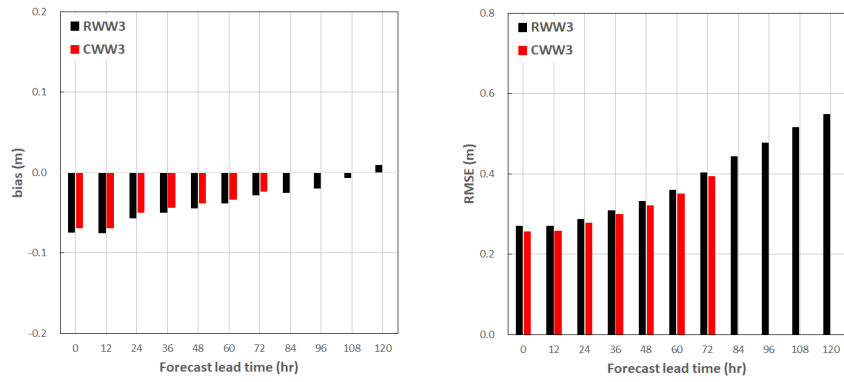 0.2
0.1
0.0
-0.1
-0.2
bias (m)
RWW3
CWW3
0 12 24 36 48 60 72 84 96 108 120
Forecast lead time (hr)
0.8
0.6
0.4
0.2
0.0
RMSE (m)
RWW3
CWW3
0 12 24 36 48 60 72 84 96 108 120
Forecast lead time (hr)